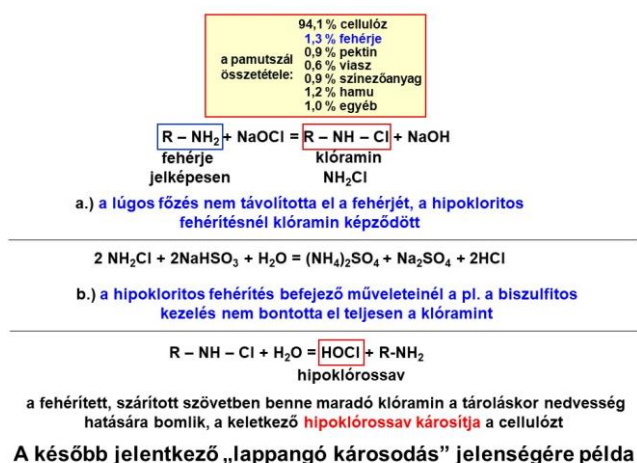 94,1 % cellulóz
1,3 % fehérje
0,9 % pektin
a pamutszál összetétele:
0,6 % viasz
0,9 % színezőanyag
1,2 % hamu
1,0 % egyéb
R – NH₂ + NaOCl = R – NH – Cl + NaOH
fehérje klóramin
jelképesen NH₂Cl
a.) a lúgos főzés nem távolította el a fehérjét, a hipokloritos
fehérítésnél klóramin képződött
2 NH₂Cl + 2NaHSO₃ + H₂O = (NH₄)₂SO₄ + Na₂SO₄ + 2HCl
b.) a hipokloritos fehérítés befejező műveleteinél a pl. a biszulfitos
kezelés nem bontotta el teljesen a klóramint
R – NH – Cl + H₂O = HOCl + R-NH₂
hipoklórossav
a fehérített, szárított szövetben benne maradó klóramin a tároláskor nedvesség
hatására bomlik, a keletkező hipoklórossav károsítja a cellulózt
A később jelentkező „lappangó károsodás” jelenségére példa